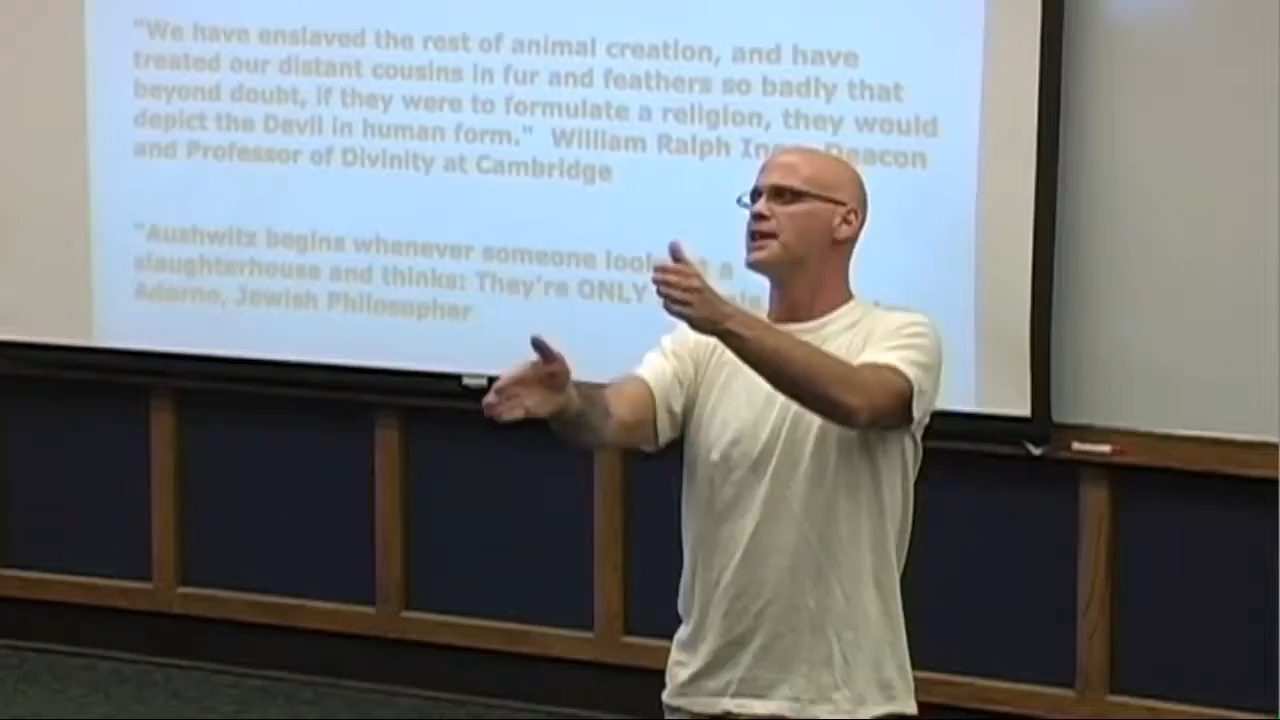 "We have enslaved the rest of animal creation, and have
treated our distant cousins in fur and feathers so badly that
beyond doubt, if they were to formulate a religion, they would
depict the Devil in human form." William Ralph Deacon
and Professor of Divinity at Cambridge
"Aushwitz begins whenever someone a
slaughterhouse and thinks: They're ONLY
Adorno, Jewish Philosopher